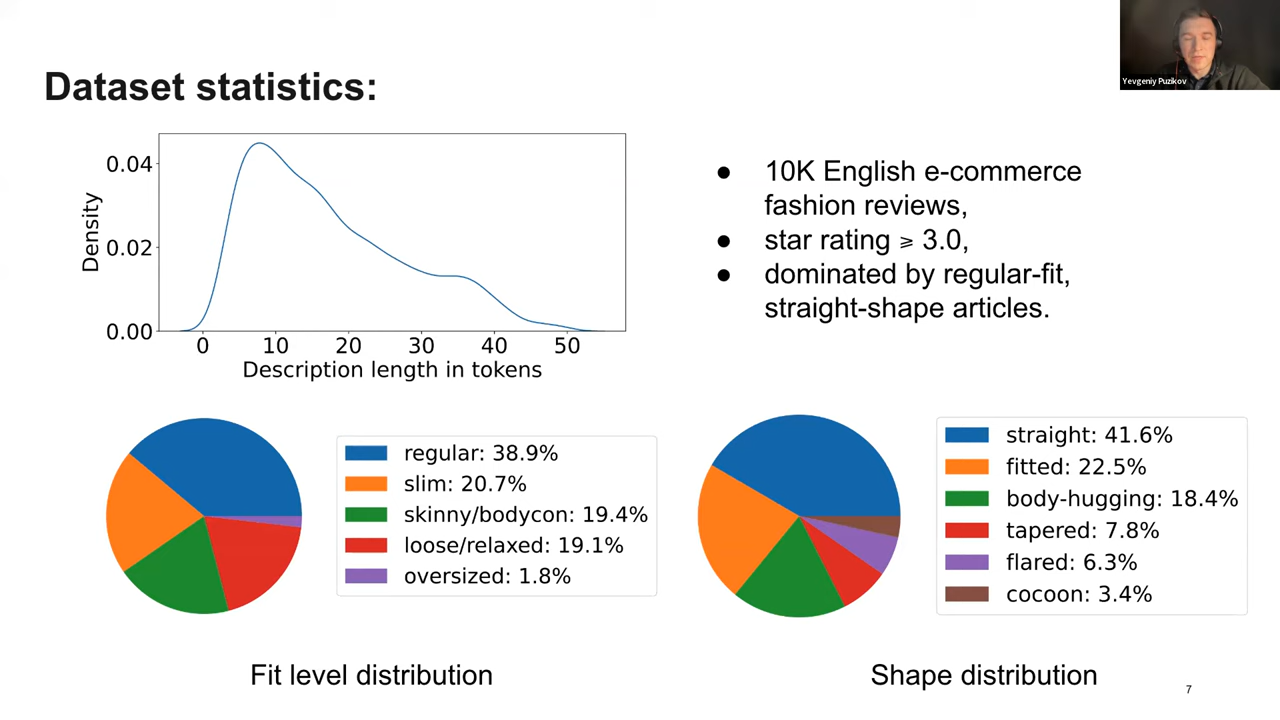 Yevgeniy Puzikov
Dataset statistics:
0.04
0.02
0.00
Density
0 10 20 30 40 50
Description length in tokens
● 10K English e-commerce
fashion reviews,
● star rating ⩾ 3.0,
● dominated by regular-fit,
straight-shape articles.
regular: 38.9%
slim: 20.7%
skinny/bodycon: 19.4%
loose/relaxed: 19.1%
oversized: 1.8%
Fit level distribution
straight: 41.6%
fitted: 22.5%
body-hugging: 18.4%
tapered: 7.8%
flared: 6.3%
cocoon: 3.4%
Shape distribution
7